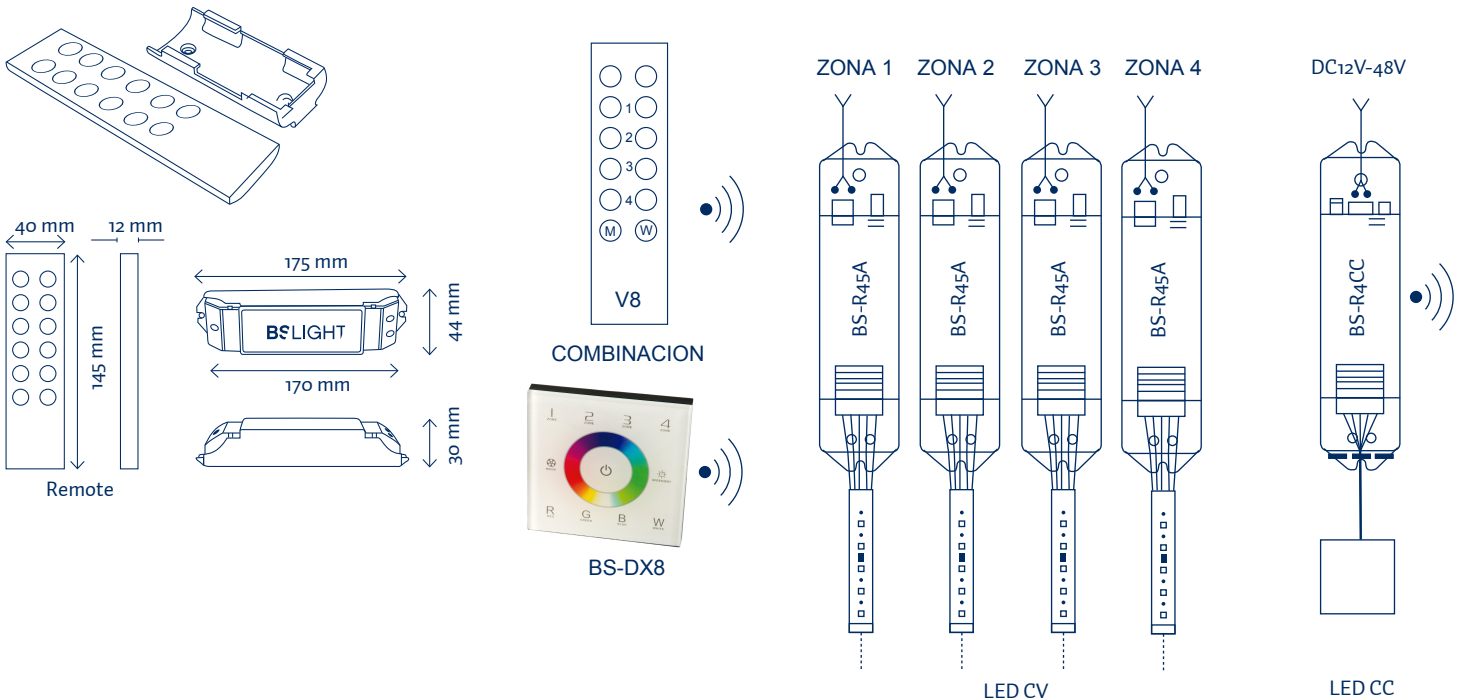 40 mm
12 mm
145 mm
Remote
175 mm
44 mm
BSLIGHT
170 mm
30 mm
1
2
3
4
M W
V8
COMBINACION
1 2 3 4
R G B W
BS-DX8
ZONA 1 ZONA 2 ZONA 3 ZONA 4
BS-R45A BS-R45A BS-R45A BS-R45A
LED CV
DC12V-48V
BS-R4CC
LED CC